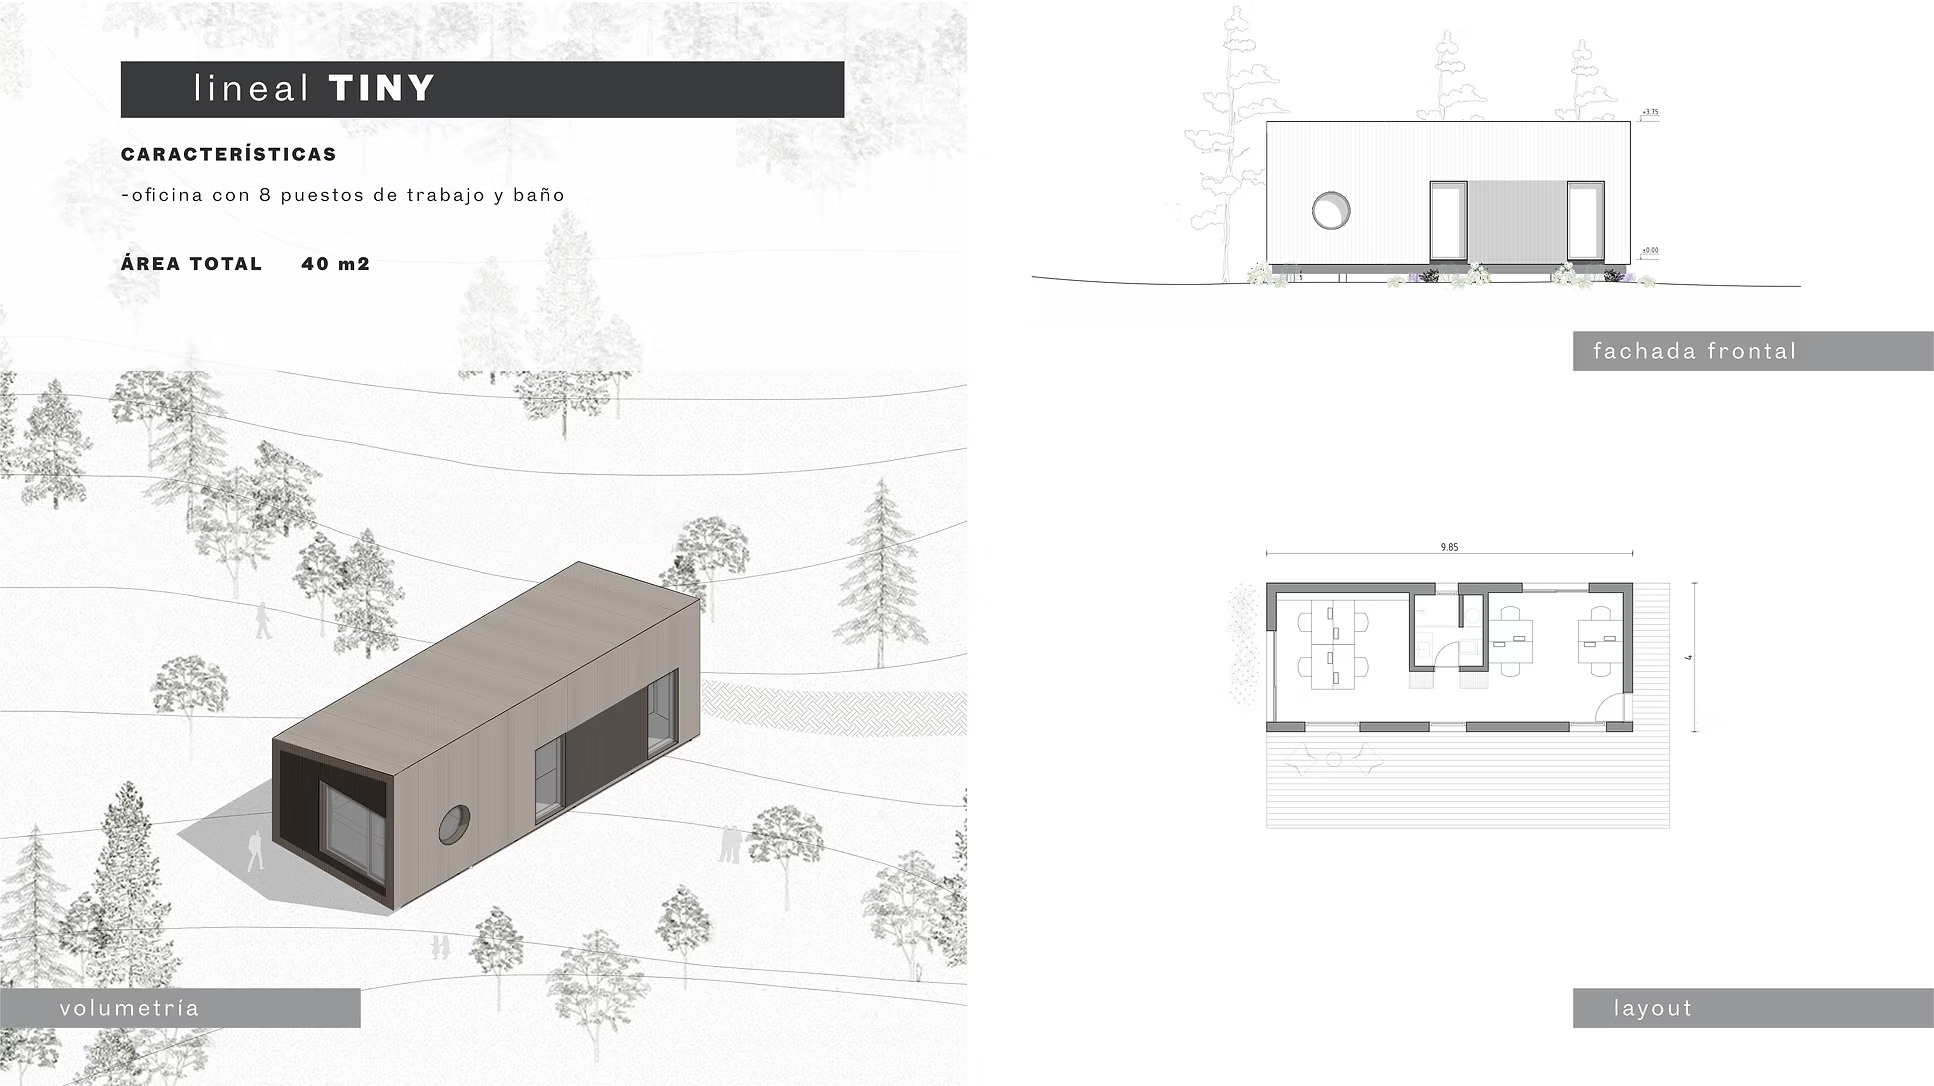 lineal TINY
CARACTERÍSTICAS
-oficina con 8 puestos de trabajo y baño
ÁREA TOTAL 40 m2
volumetría
+3.75
±0.00
fachada frontal
9.85
4
layout